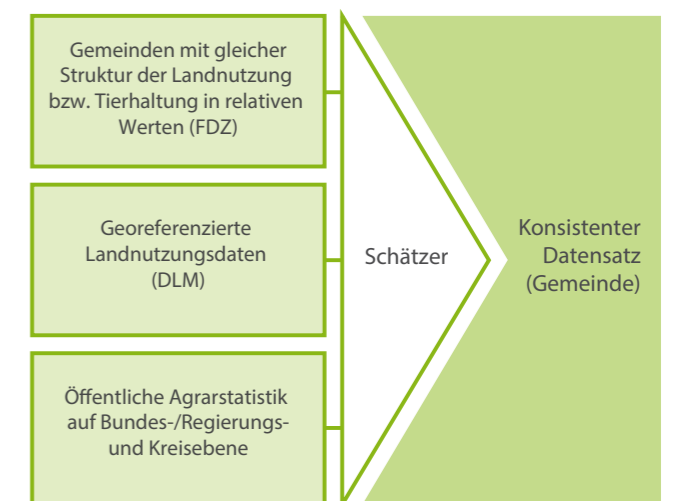 Gemeinden mit gleicher
Struktur der Landnutzung
bzw. Tierhaltung in relativen
Werten (FDZ)
Georeferenzierte
Landnutzungsdaten
(DLM)
Öffentliche Agrarstatistik
auf Bundes-/Regierungs-
und Kreisebene
Schätzer
Konsistenter
Datensatz
(Gemeinde)